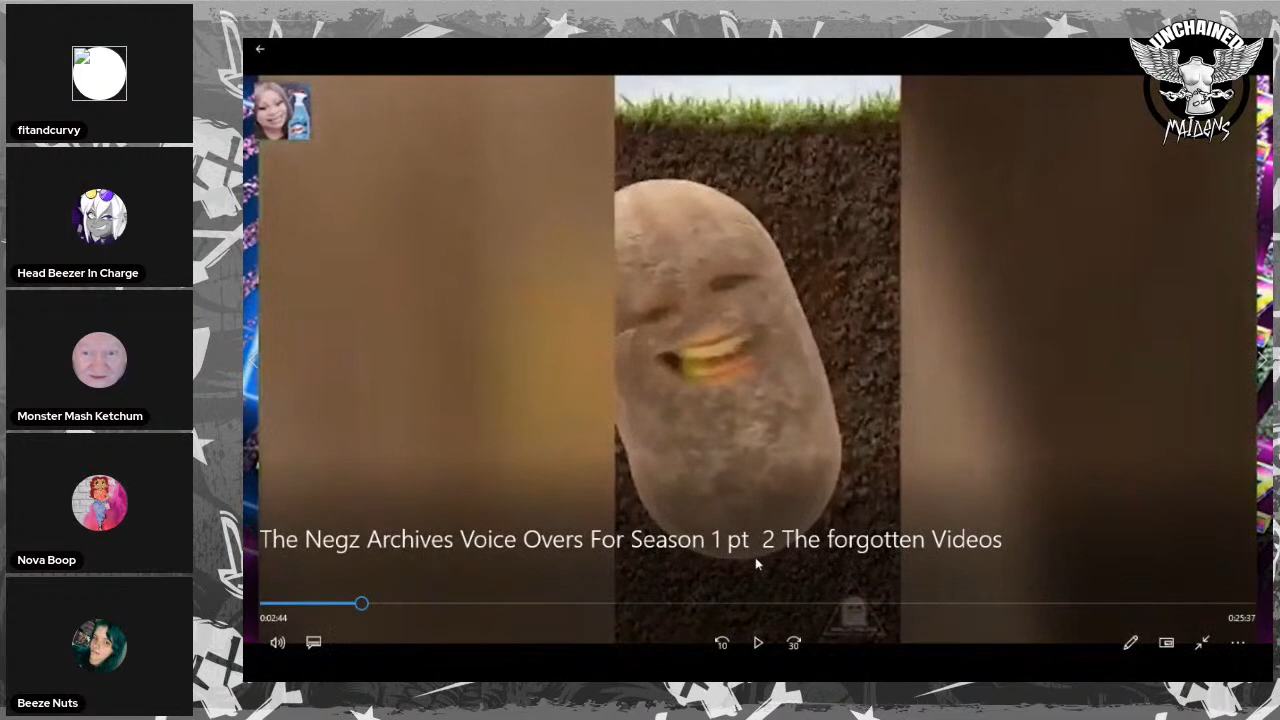 UNCHAINED
MAIDENS
fitandcurvy
Head Beezer In Charge
Monster Mash Ketchum
Nova Boop
Beeze Nuts
The Negz Archives Voice Overs For Season 1 pt 2 The forgotten Videos
0:02:44
0:25:37
10
30